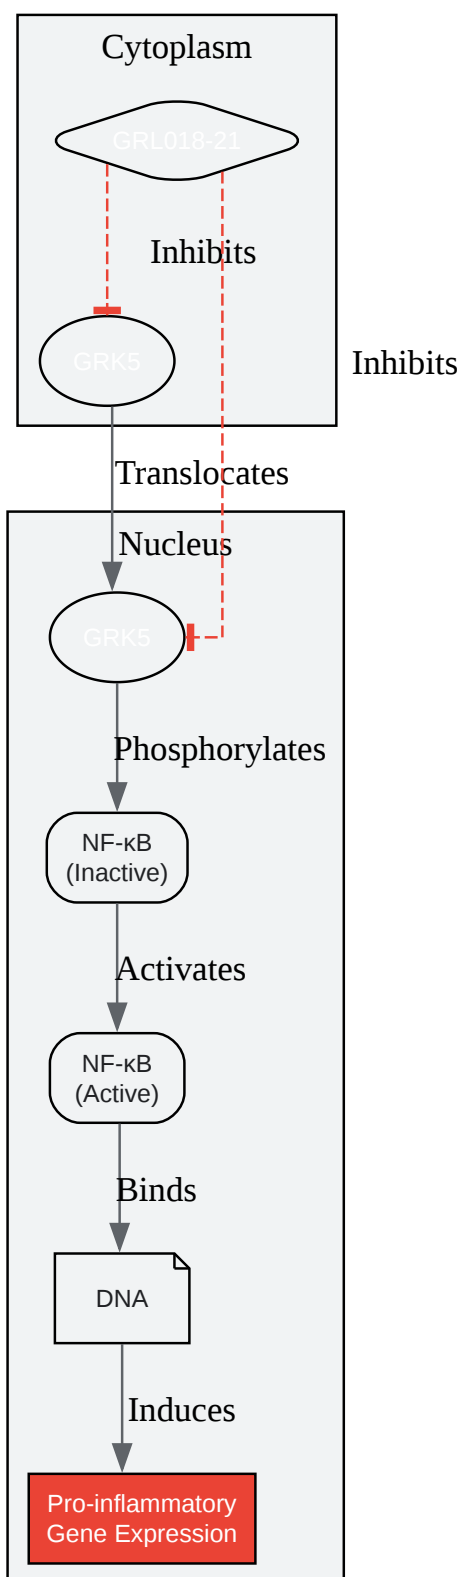 Cytoplasm
GRL018-21
Inhibits
GRK5
Inhibits
Translocates
Nucleus
GRK5
Phosphorylates
NF-κB
(Inactive)
Activates
NF-κB
(Active)
Binds
DNA
Induces
Pro-inflammatory
Gene Expression